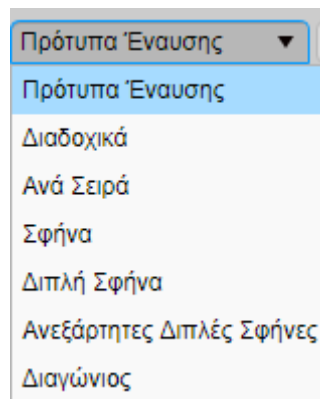 Πρότυπα Έναυσης ▼
Πρότυπα Έναυσης
Διαδοχικά
Ανά Σειρά
Σφήνα
Διπλή Σφήνα
Ανεξάρτητες Διπλές Σφήνες
Διαγώνιος